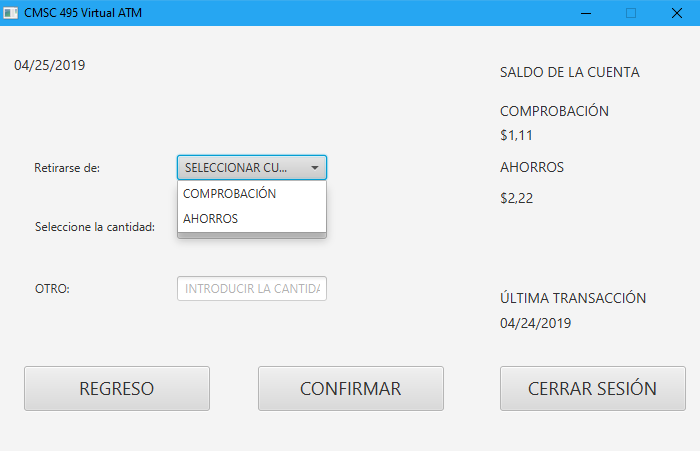 CMSC 495 Virtual ATM
04/25/2019
SALDO DE LA CUENTA
COMPROBACIÓN
$1,11
Retirarse de:
SELECCIONAR CU...
AHORROS
COMPROBACIÓN
$2,22
AHORROS
Seleccione la cantidad:
OTRO:
INTRODUCIR LA CANTIDA
ÚLTIMA TRANSACCIÓN
04/24/2019
REGRESO
CONFIRMAR
CERRAR SESIÓN